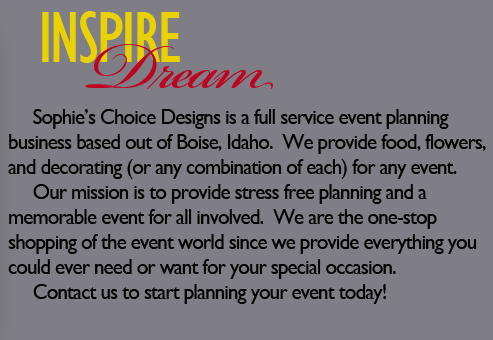 INSPIRE
Dream
Sophie's Choice Designs is a full service event planning
business based out of Boise, Idaho.  We provide food, flowers,
and decorating (or any combination of each) for any event.
Our mission is to provide stress free planning and a
memorable event for all involved.  We are the one-stop
shopping of the event world since we provide everything you
could ever need or want for your special occasion.
Contact us to start planning your event today!